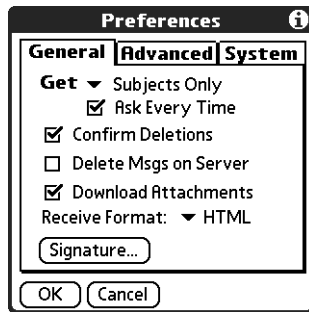 Preferences
General Advanced System
Get Subjects Only
Ask Every Time
Confirm Deletions
Delete Msgs on Server
Download Attachments
Receive Format: HTML
Signature...
OK Cancel